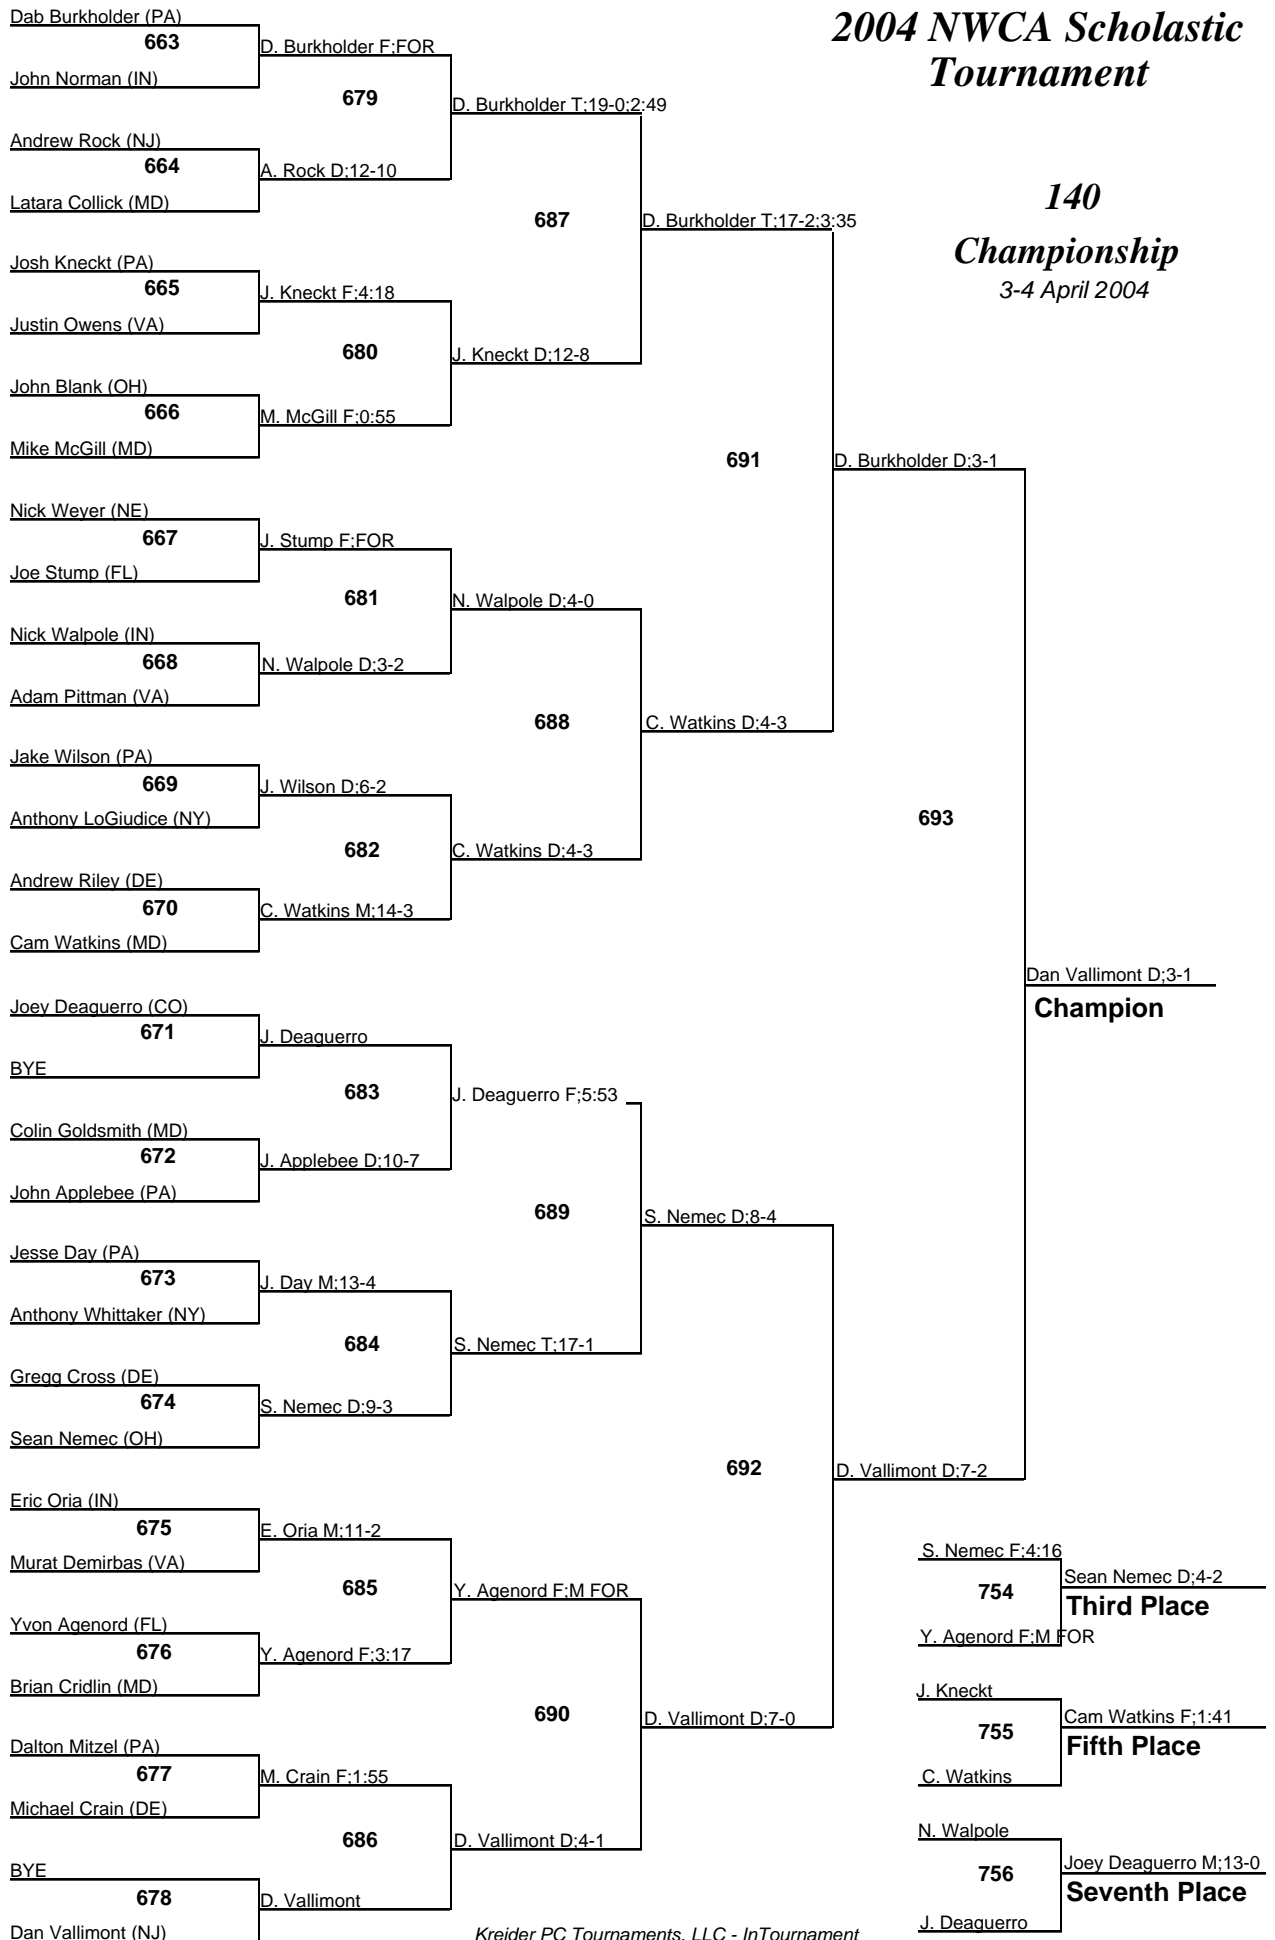 2004 NWCA Scholastic
Tournament
140
Championship
3-4 April 2004
Dab Burkholder (PA)
663
John Norman (IN)
Andrew Rock (NJ)
664
Latara Collick (MD)
Josh Kneckt (PA)
665
Justin Owens (VA)
John Blank (OH)
666
Mike McGill (MD)
Nick Weyer (NE)
667
Joe Stump (FL)
Nick Walpole (IN)
668
Adam Pittman (VA)
Jake Wilson (PA)
669
Anthony LoGiudice (NY)
Andrew Riley (DE)
670
Cam Watkins (MD)
Joey Deaguerro (CO)
671
BYE
Colin Goldsmith (MD)
672
John Applebee (PA)
Jesse Day (PA)
673
Anthony Whittaker (NY)
Gregg Cross (DE)
674
Sean Nemec (OH)
Eric Oria (IN)
675
Murat Demirbas (VA)
Yvon Agenord (FL)
676
Brian Cridlin (MD)
Dalton Mitzel (PA)
677
Michael Crain (DE)
BYE
678
Dan Vallimont (NJ)
D. Burkholder F;FOR
679
A. Rock D;12-10
J. Kneckt F;4:18
680
M. McGill F;0:55
J. Stump F;FOR
681
N. Walpole D;3-2
J. Wilson D;6-2
682
C. Watkins M;14-3
J. Deaguerro
683
J. Applebee D;10-7
J. Day M;13-4
684
S. Nemec D;9-3
E. Oria M;11-2
685
Y. Agenord F;3:17
M. Crain F;1:55
686
D. Vallimont
D. Burkholder T;19-0;2:49
687
J. Kneckt D;12-8
N. Walpole D;4-0
688
C. Watkins D;4-3
J. Deaguerro F;5:53
689
S. Nemec T;17-1
Y. Agenord F;M FOR
690
D. Vallimont D;4-1
D. Burkholder T;17-2;3:35
691
C. Watkins D;4-3
S. Nemec D;8-4
692
D. Vallimont D;7-0
D. Burkholder D;3-1
693
D. Vallimont D;7-2
Dan Vallimont D;3-1
Champion
S. Nemec F;4:16
754
Y. Agenord F;M FOR
Sean Nemec D;4-2
Third Place
J. Kneckt
755
C. Watkins
Cam Watkins F;1:41
Fifth Place
N. Walpole
756
J. Deaguerro
Joey Deaguerro M;13-0
Seventh Place
Kreider PC Tournaments, LLC - InTournament